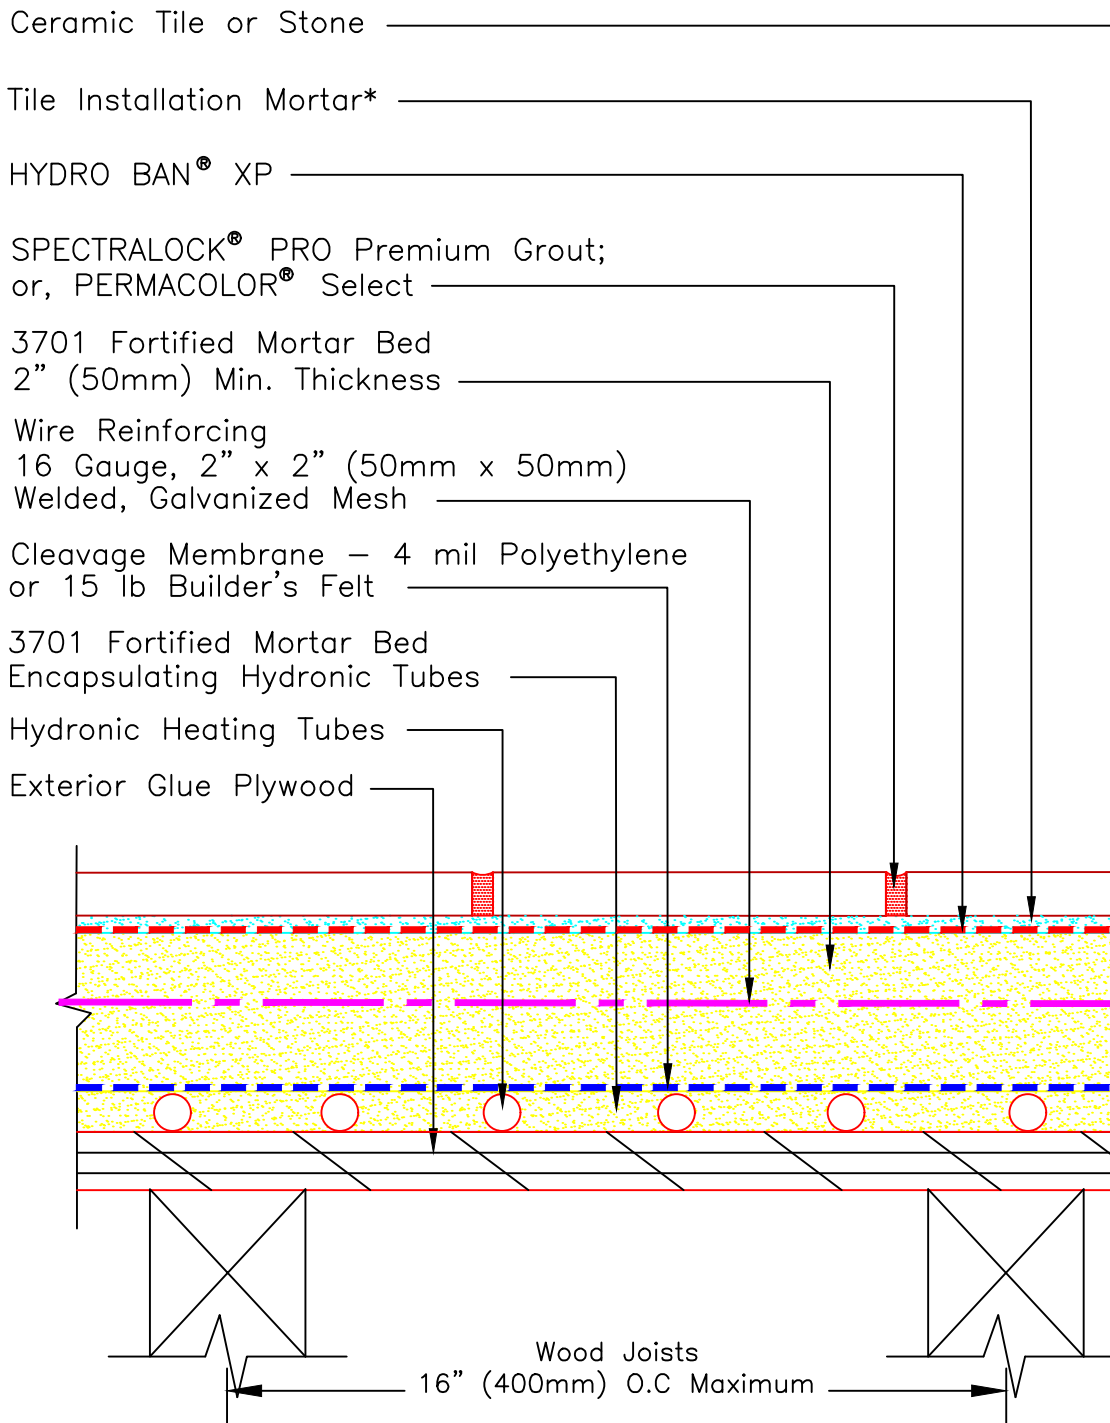 Ceramic Tile or Stone
Tile Installation Mortar*
HYDRO BAN® XP
SPECTRALOCK® PRO Premium Grout;
or, PERMACOLOR® Select
3701 Fortified Mortar Bed
2” (50mm) Min. Thickness
Wire Reinforcing
16 Gauge, 2” x 2” (50mm x 50mm)
Welded, Galvanized Mesh
Cleavage Membrane – 4 mil Polyethylene
or 15 lb Builder's Felt
3701 Fortified Mortar Bed
Encapsulating Hydronic Tubes
Hydronic Heating Tubes
Exterior Glue Plywood
Wood Joists
16” (400mm) O.C Maximum